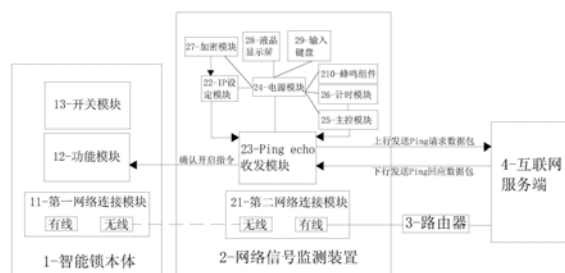 27-加密模块
28-液晶
显示屏
29-输入
键盘
210-蜂鸣组件
22-IP设
定模块
24-电源模块
26-计时模块
25-主控模块
13-开关模块
12-功能模块
确认开启指令
23-Ping echo
收发模块
上行发送Ping请求数据包
下行发送Ping回应数据包
4-互联网
服务端
11-第一网络连接模块
有线
无线
21-第二网络连接模块
无线
有线
3-路由器
1-智能锁本体
2-网络信号监测装置